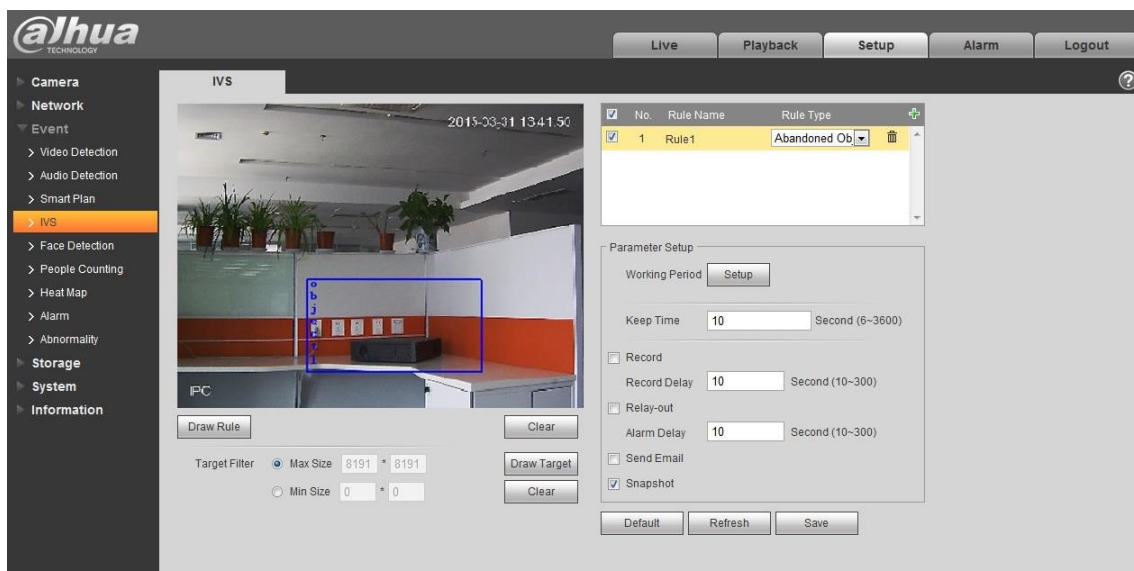 alhua
TECHNOLOGY
Live
Playback
Setup
Alarm
Logout
Camera
Network
Event
Video Detection
Audio Detection
Smart Plan
IVS
Face Detection
People Counting
Heat Map
Alarm
Abnormality
Storage
System
Information
IVS
2015-03-31 13:41:50
object1
IPC
Draw Rule
Clear
Target Filter
Max Size 8191 * 8191
Draw Target
Min Size 0 * 0
Clear
No. Rule Name Rule Type
1 Rule1 Abandoned Ob
Parameter Setup
Working Period Setup
Keep Time 10 Second (6~3600)
Record
Record Delay 10 Second (10~300)
Relay-out
Alarm Delay 10 Second (10~300)
Send Email
Snapshot
Default Refresh Save